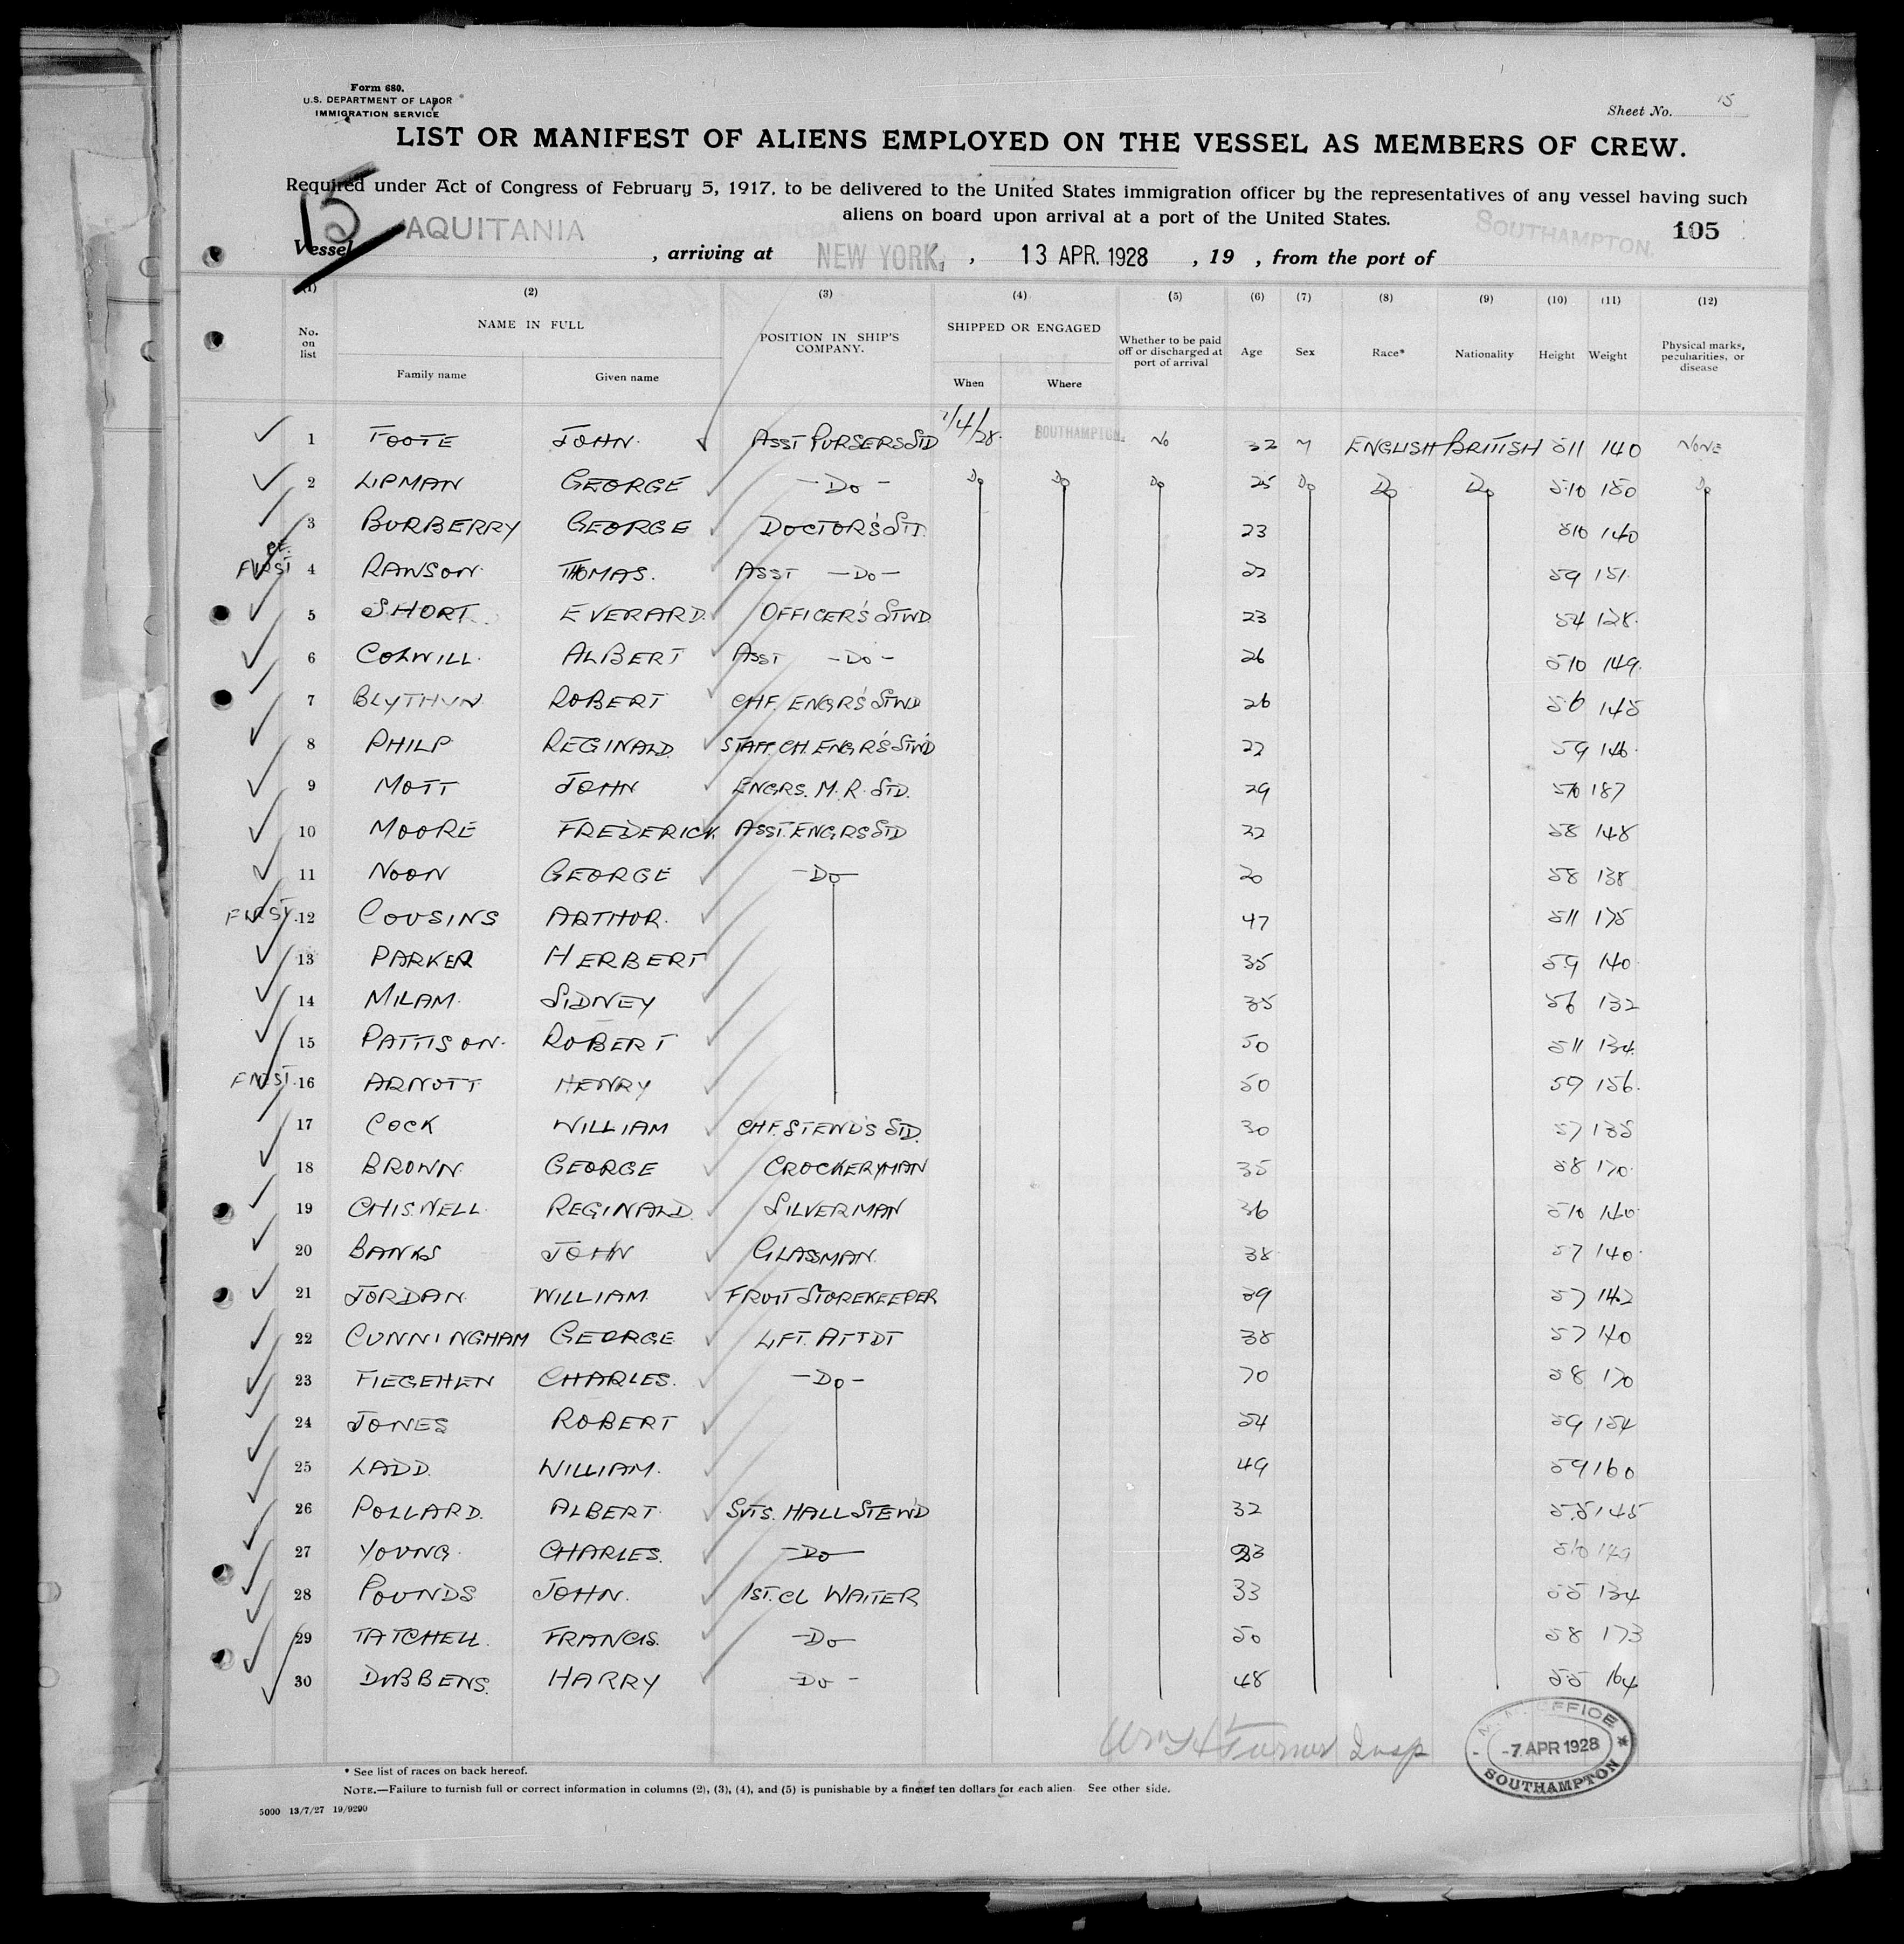 Form 680.
U.S. DEPARTMENT OF LABOR
IMMIGRATION SERVICE
Sheet No. 15
LIST OR MANIFEST OF ALIENS EMPLOYED ON THE VESSEL AS MEMBERS OF CREW.
Required under Act of Congress of February 5, 1917, to be delivered to the United States immigration officer by the representatives of any vessel having such
aliens on board upon arrival at a port of the United States.
15
105
Vessel AQUITANIA, arriving at NEW YORK, 13 APR. 1928, 19 , from the port of SOUTHAMPTON.
(1) (2) (3) (4) (5) (6) (7) (8) (9) (10) (11) (12)
No. on list NAME IN FULL POSITION IN SHIP'S COMPANY. SHIPPED OR ENGAGED Whether to be paid off or discharged at port of arrival Age Sex Race* Nationality Height Weight Physical marks, peculiarities, or disease
Family name Given name When Where
1 FOOTE JOHN. ASST PURSERS STD 1/4/28. SOUTHAMPTON. NO 32 M ENGLISH BRITISH 511 140 NONE
2 LIPMAN GEORGE -DO- DO DO DO 25 DO DO DO 510 150 DO
3 BURBERRY GEORGE DOCTOR'S STD. 23 510 140
FIRST 4 RAWSON. THOMAS. ASST -DO- 22 59 151.
5 SHORT. EVERARD. OFFICER'S STWD 23 54 128.
6 COLWILL. ALBERT ASST -DO- 26 510 149.
7 BLYTHYN ROBERT CHF. ENGR'S STWD 26 56 145
8 PHILP REGINALD. STAFF. CH. ENGR'S STWD 22 59 146.
9 MOTT JOHN ENGRS. M.R. STD. 29 510 187
10 MOORE FREDERICK ASST. ENGRS STD 32 58 148
11 NOON GEORGE -DO- 20 58 138
FIRST. 12 COUSINS ARTHUR. 47 511 175
13 PARKER HERBERT 35 59 140.
14 MILAM. SIDNEY 35 56 132
15 PATTISON. ROBERT 50 511 134.
FIRST. 16 ARNOTT HENRY 50 59 156.
17 COCK WILLIAM CHF. STEWD'S STD. 30 57 135
18 BROWN GEORGE CROCKERYMAN 35 58 170.
19 CHISWELL. REGINALD. SILVERMAN 36 510 140.
20 BANKS JOHN GLASSMAN. 38 57 140.
21 JORDAN WILLIAM. FRUIT STOREKEEPER 39 57 142
22 CUNNINGHAM GEORGE. LIFT. ATTDT 38 57 140
23 FIEGEHEN CHARLES. -DO- 70 58 170
24 JONES ROBERT 54 59 154
25 LADD. WILLIAM. 49 59 160
26 POLLARD. ALBERT. SVTS. HALL STEWD 32 5.5 145
27 YOUNG. CHARLES. -DO- 23 510 149
28 POUNDS JOHN. 1ST. CL WAITER 33 55 134
29 TATCHELL. FRANCIS. -DO- 50 58 173
30 DUBBENS. HARRY -DO- 48 55 164
Wm H Turner Insp
OFFICE
-7 APR 1928
SOUTHAMPTON
* See list of races on back hereof.
NOTE.—Failure to furnish full or correct information in columns (2), (3), (4), and (5) is punishable by a fine of ten dollars for each alien. See other side.
5000 13/7/27 19/9290